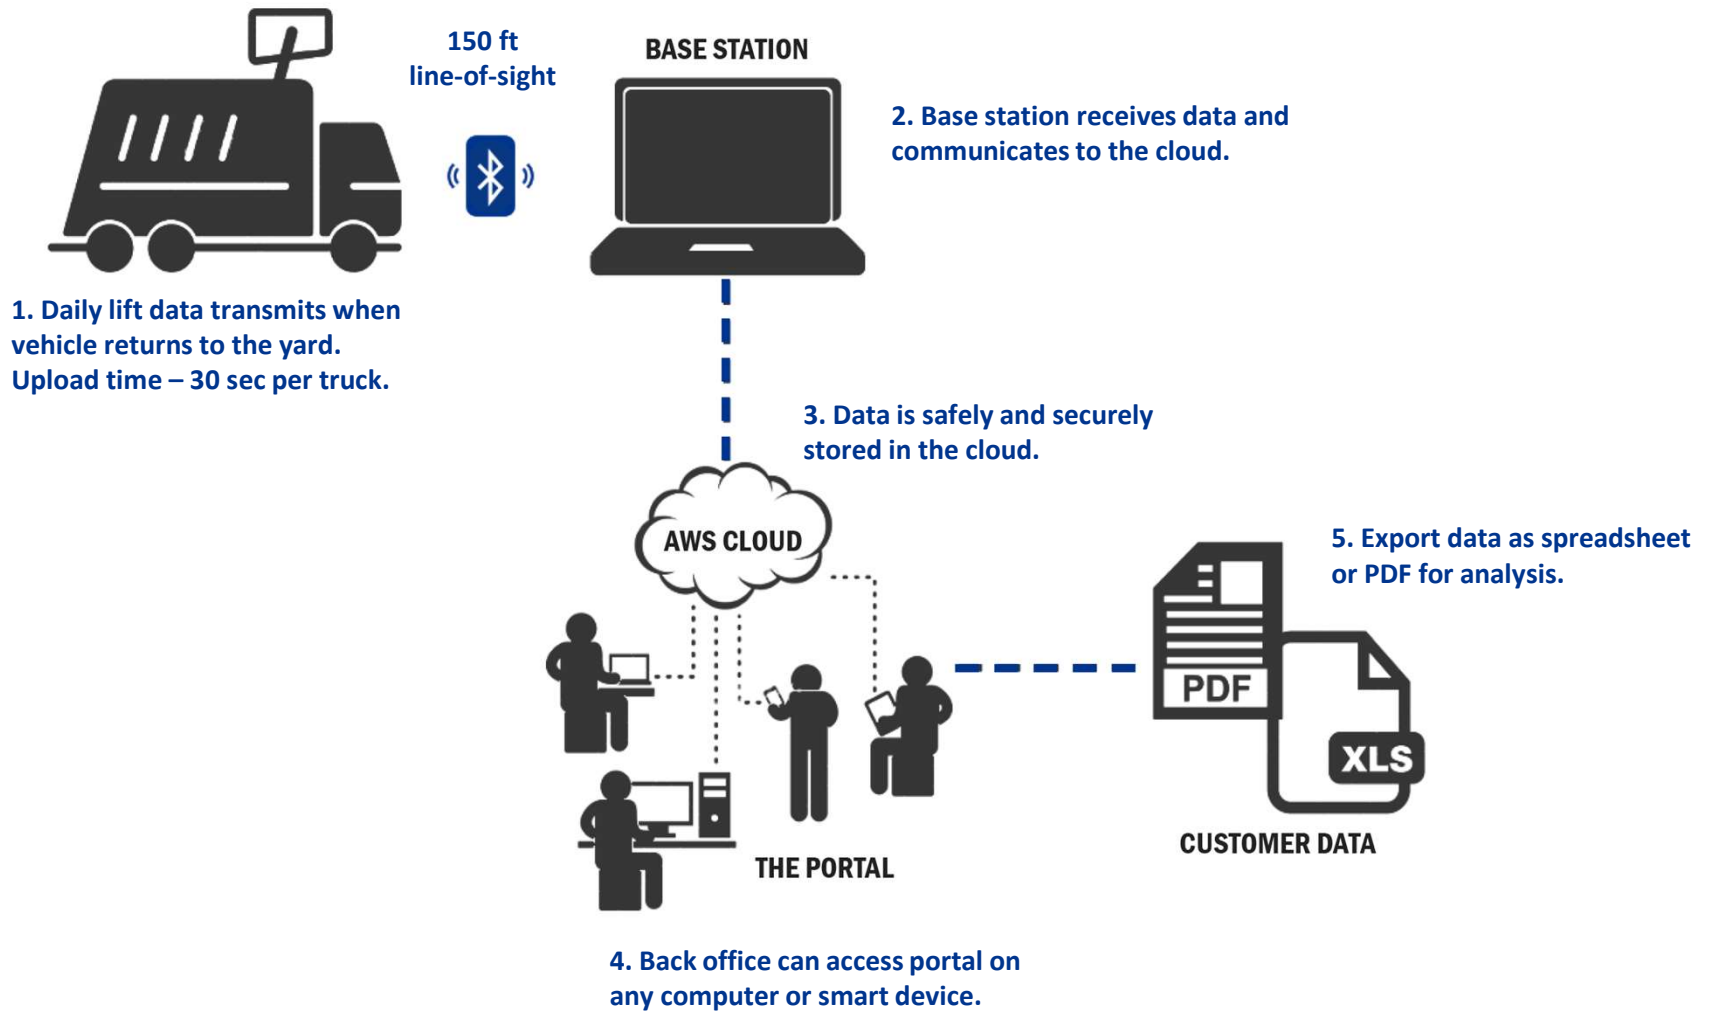 150 ft
line-of-sight
BASE STATION
2. Base station receives data and
communicates to the cloud.
1. Daily lift data transmits when
vehicle returns to the yard.
Upload time – 30 sec per truck.
3. Data is safely and securely
stored in the cloud.
AWS CLOUD
5. Export data as spreadsheet
or PDF for analysis.
PDF
XLS
CUSTOMER DATA
THE PORTAL
4. Back office can access portal on
any computer or smart device.